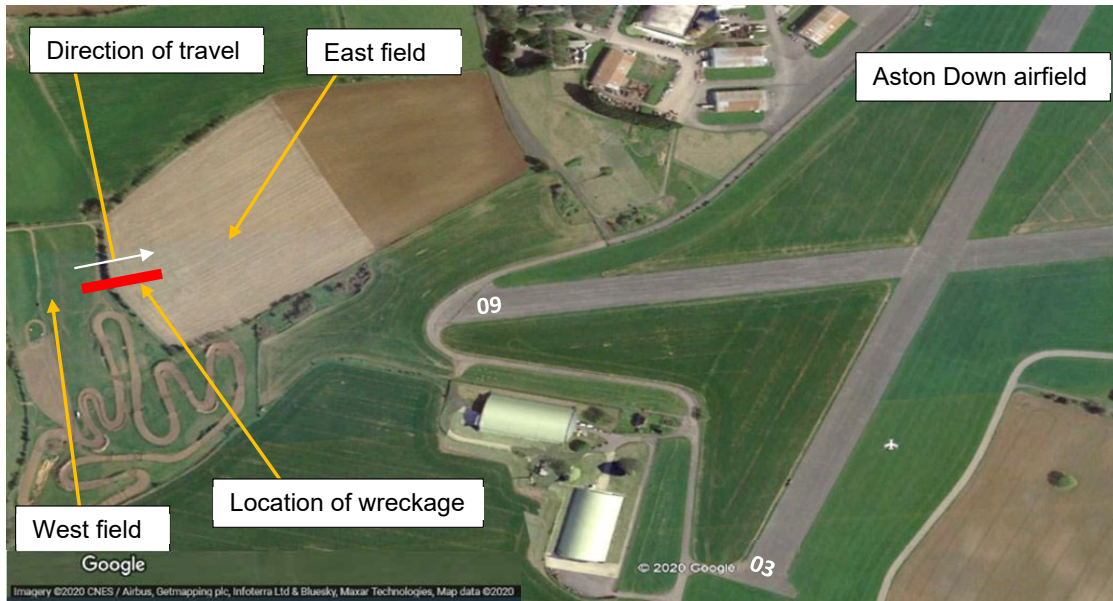 Direction of travel
East field
Aston Down airfield
09
Location of wreckage
West field
03
Google
© 2020 Google
Imagery ©2020 CNES / Airbus, Getmapping plc, Infoterra Ltd & Bluesky, Maxar Technologies, Map data ©2020